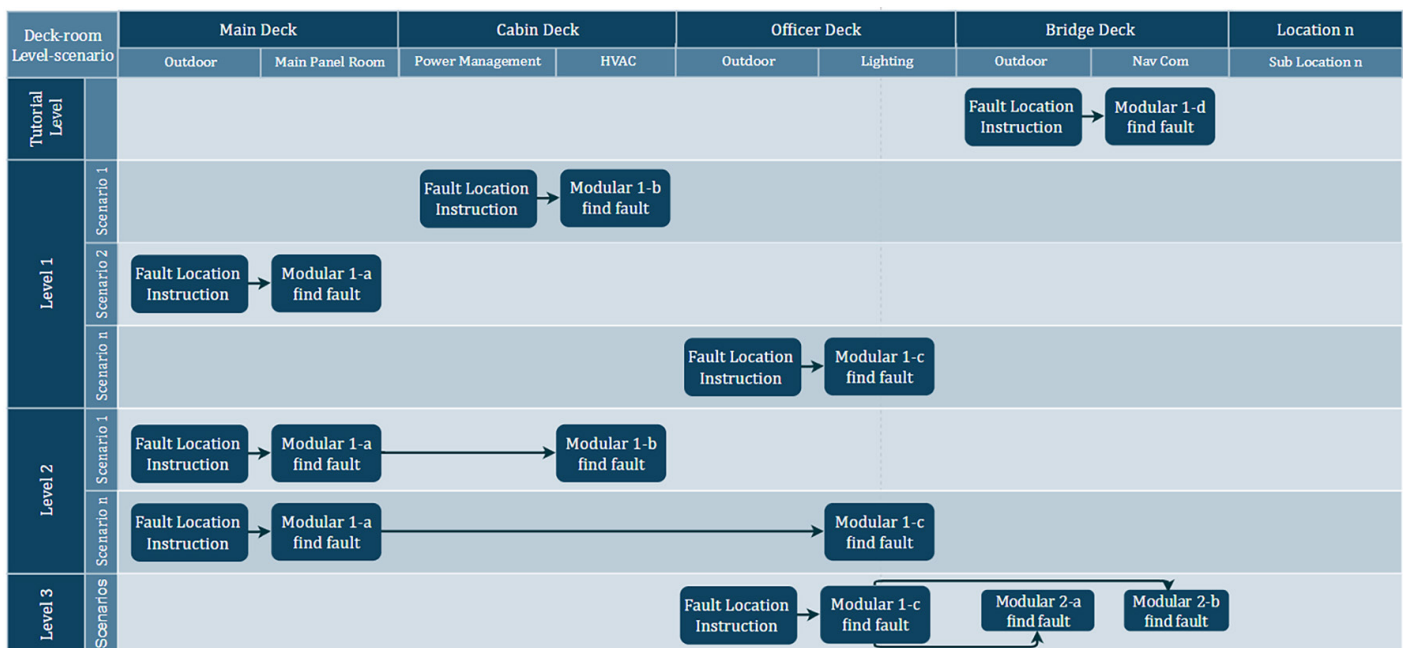 Deck-room
Level-scenario
Main Deck
Cabin Deck
Officer Deck
Bridge Deck
Location n
Outdoor
Main Panel Room
Power Management
HVAC
Outdoor
Lighting
Outdoor
Nav Com
Sub Location n
Tutorial
Level
Fault Location
Instruction
Modular 1-d
find fault
Level 1
Scenario 1
Fault Location
Instruction
Modular 1-b
find fault
Scenario 2
Fault Location
Instruction
Modular 1-a
find fault
Scenario n
Fault Location
Instruction
Modular 1-c
find fault
Level 2
Scenario 1
Fault Location
Instruction
Modular 1-a
find fault
Modular 1-b
find fault
Scenario n
Fault Location
Instruction
Modular 1-a
find fault
Modular 1-c
find fault
Level 3
Scenarios
Fault Location
Instruction
Modular 1-c
find fault
Modular 2-a
find fault
Modular 2-b
find fault